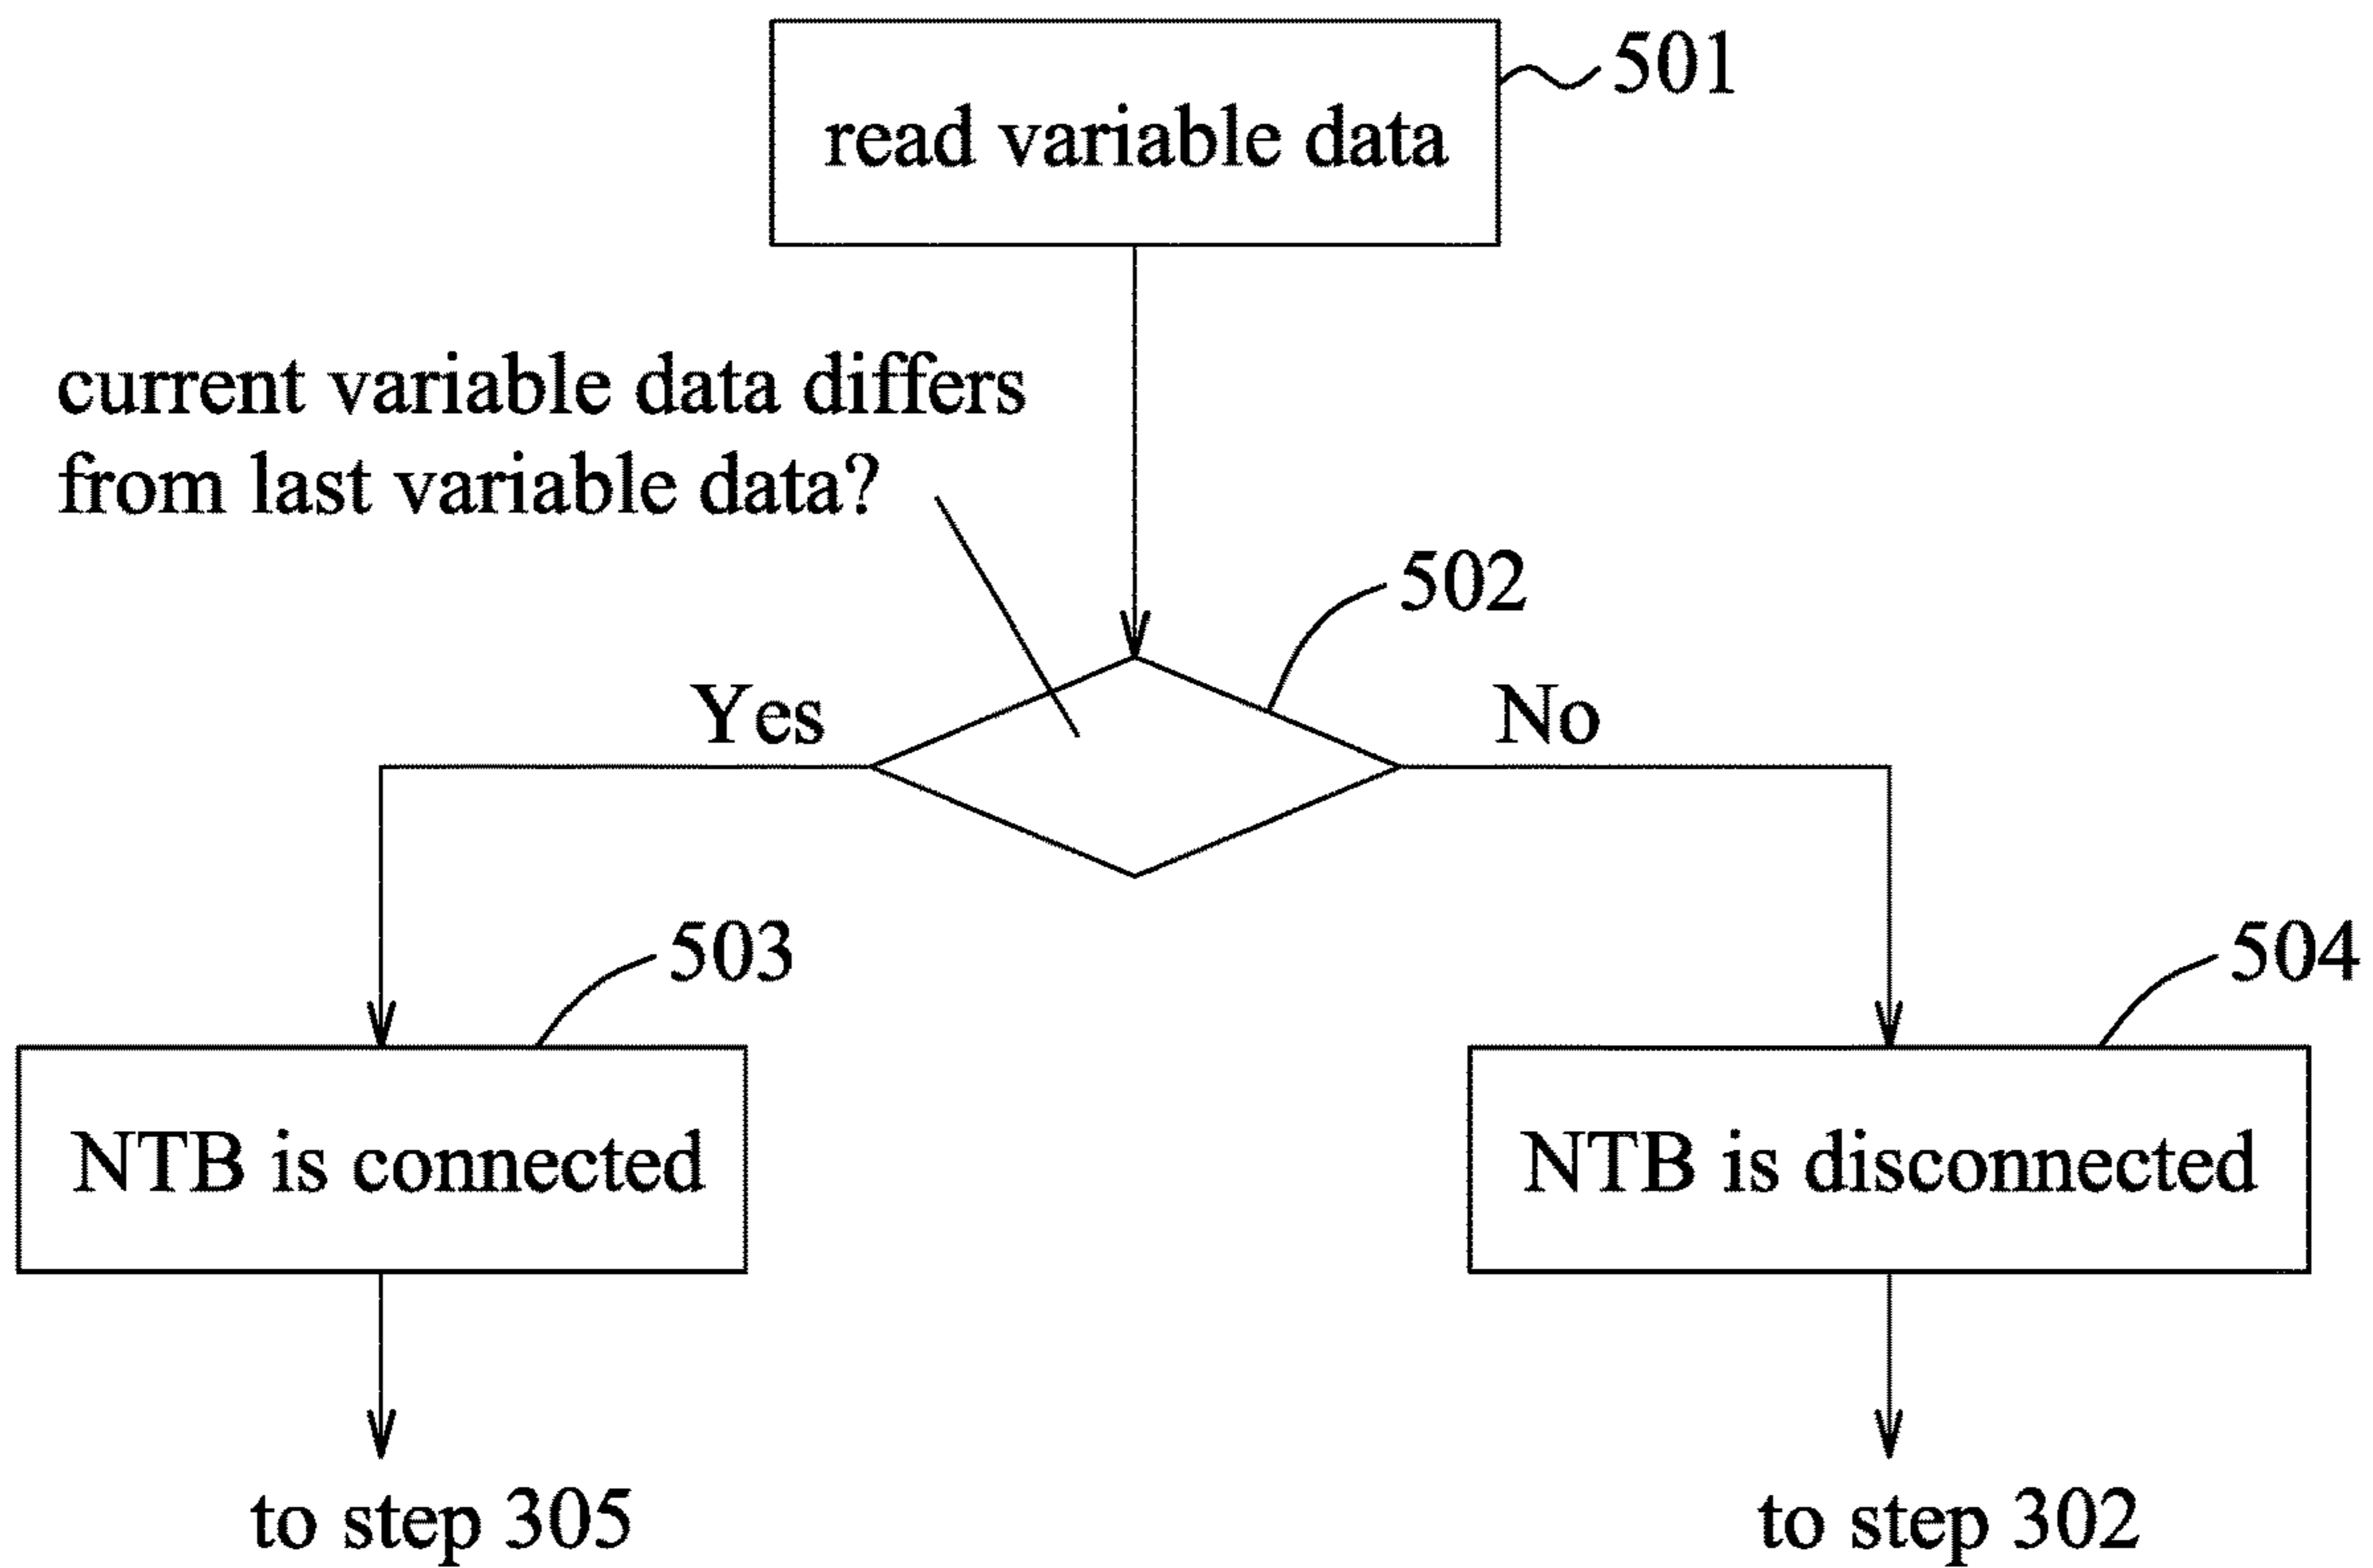 501
read variable data
current variable data differs
from last variable data?
502
Yes
No
503
504
NTB is connected
NTB is disconnected
to step 305
to step 302